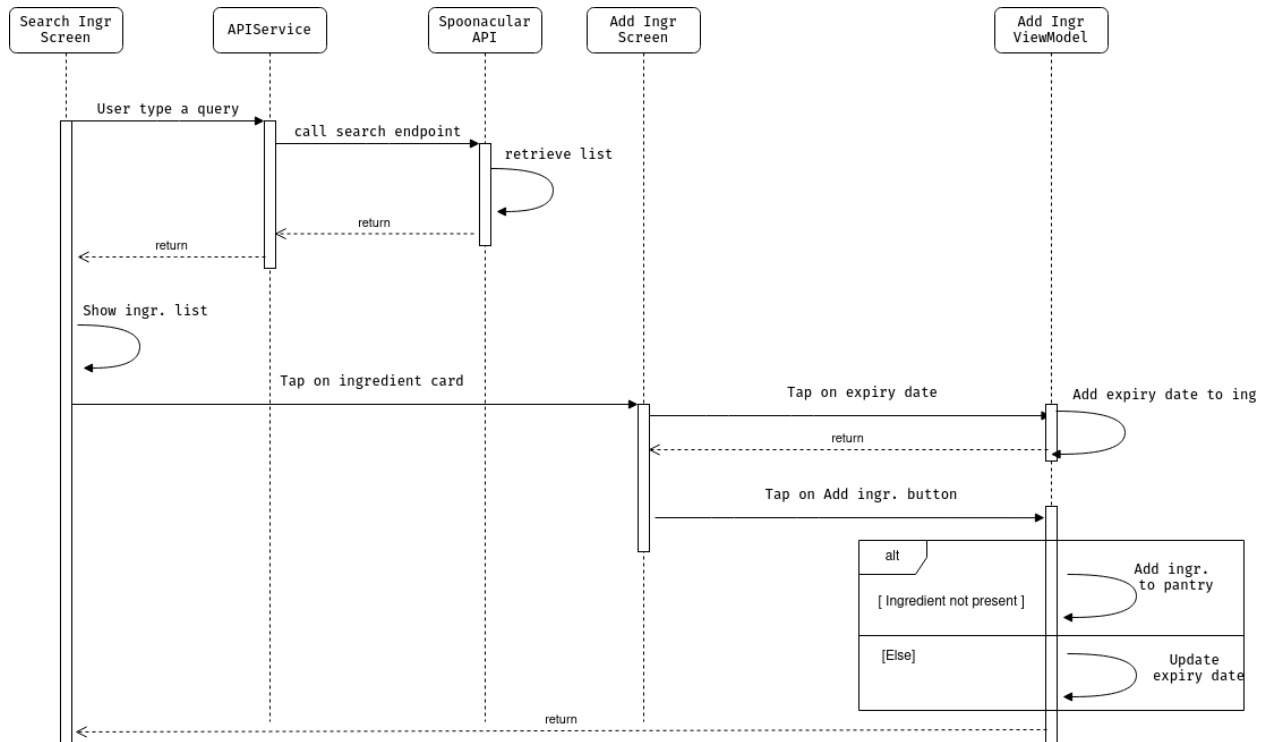 Search Ingr
Screen
APIService
Spoonacular
API
Add Ingr
Screen
Add Ingr
ViewModel
User type a query
call search endpoint
retrieve list
return
return
Show ingr. list
Tap on ingredient card
Tap on expiry date
Add expiry date to ing
return
Tap on Add ingr. button
alt
[ Ingredient not present ]
Add ingr.
to pantry
[Else]
Update
expiry date
return